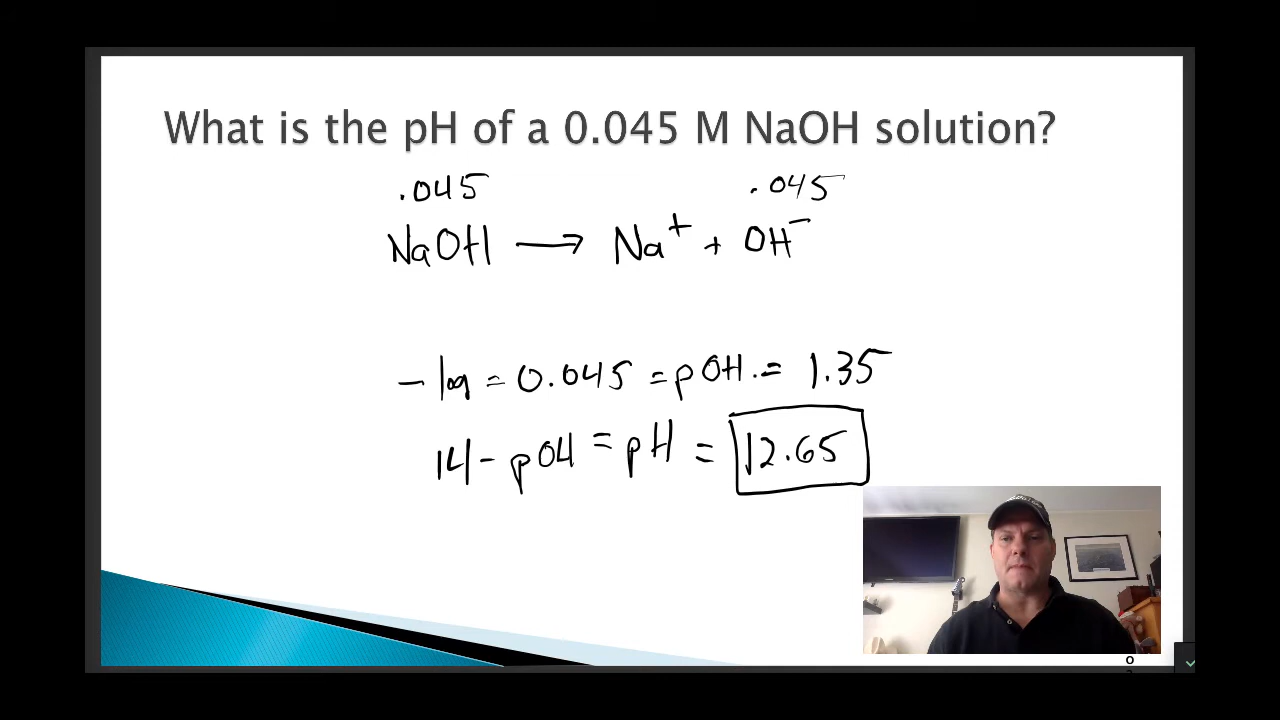 What is the pH of a 0.045 M NaOH solution?
.045 .045
NaOH → Na⁺ + OH⁻
- log = 0.045 = pOH = 1.35
14 - pOH = pH = 12.65